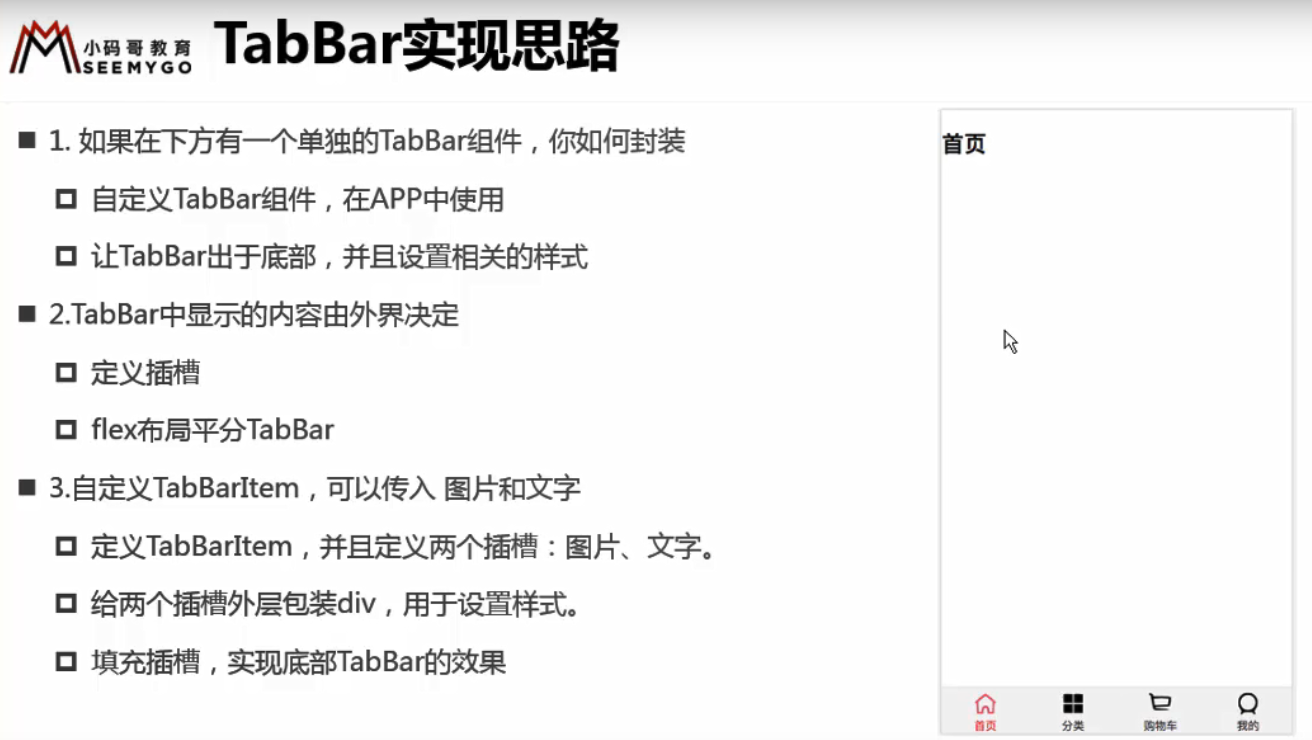 小码哥教育
SEEMYGO
TabBar实现思路
1. 如果在下方有一个单独的TabBar组件，你如何封装
自定义TabBar组件，在APP中使用
让TabBar出于底部，并且设置相关的样式
2.TabBar中显示的内容由外界决定
定义插槽
flex布局平分TabBar
3.自定义TabBarItem，可以传入 图片和文字
定义TabBarItem，并且定义两个插槽：图片、文字。
给两个插槽外层包装div，用于设置样式。
填充插槽，实现底部TabBar的效果
首页
首页
分类
购物车
我的